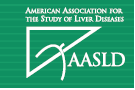 American Association for
the Study of Liver Diseases
AASLD